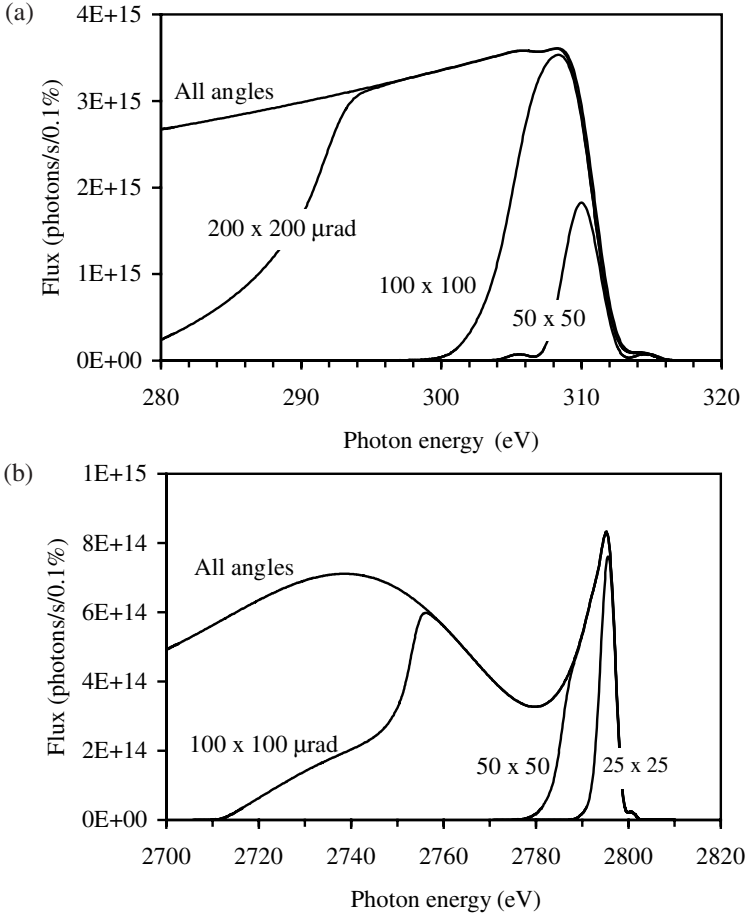 (a)
4E+15
3E+15
2E+15
1E+15
0E+00
Flux (photons/s/0.1%)
All angles
200 x 200 μrad
100 x 100
50 x 50
280
290
300
310
320
Photon energy (eV)
(b)
1E+15
8E+14
6E+14
4E+14
2E+14
0E+00
Flux (photons/s/0.1%)
All angles
100 x 100 μrad
50 x 50
25 x 25
2700
2720
2740
2760
2780
2800
2820
Photon energy (eV)